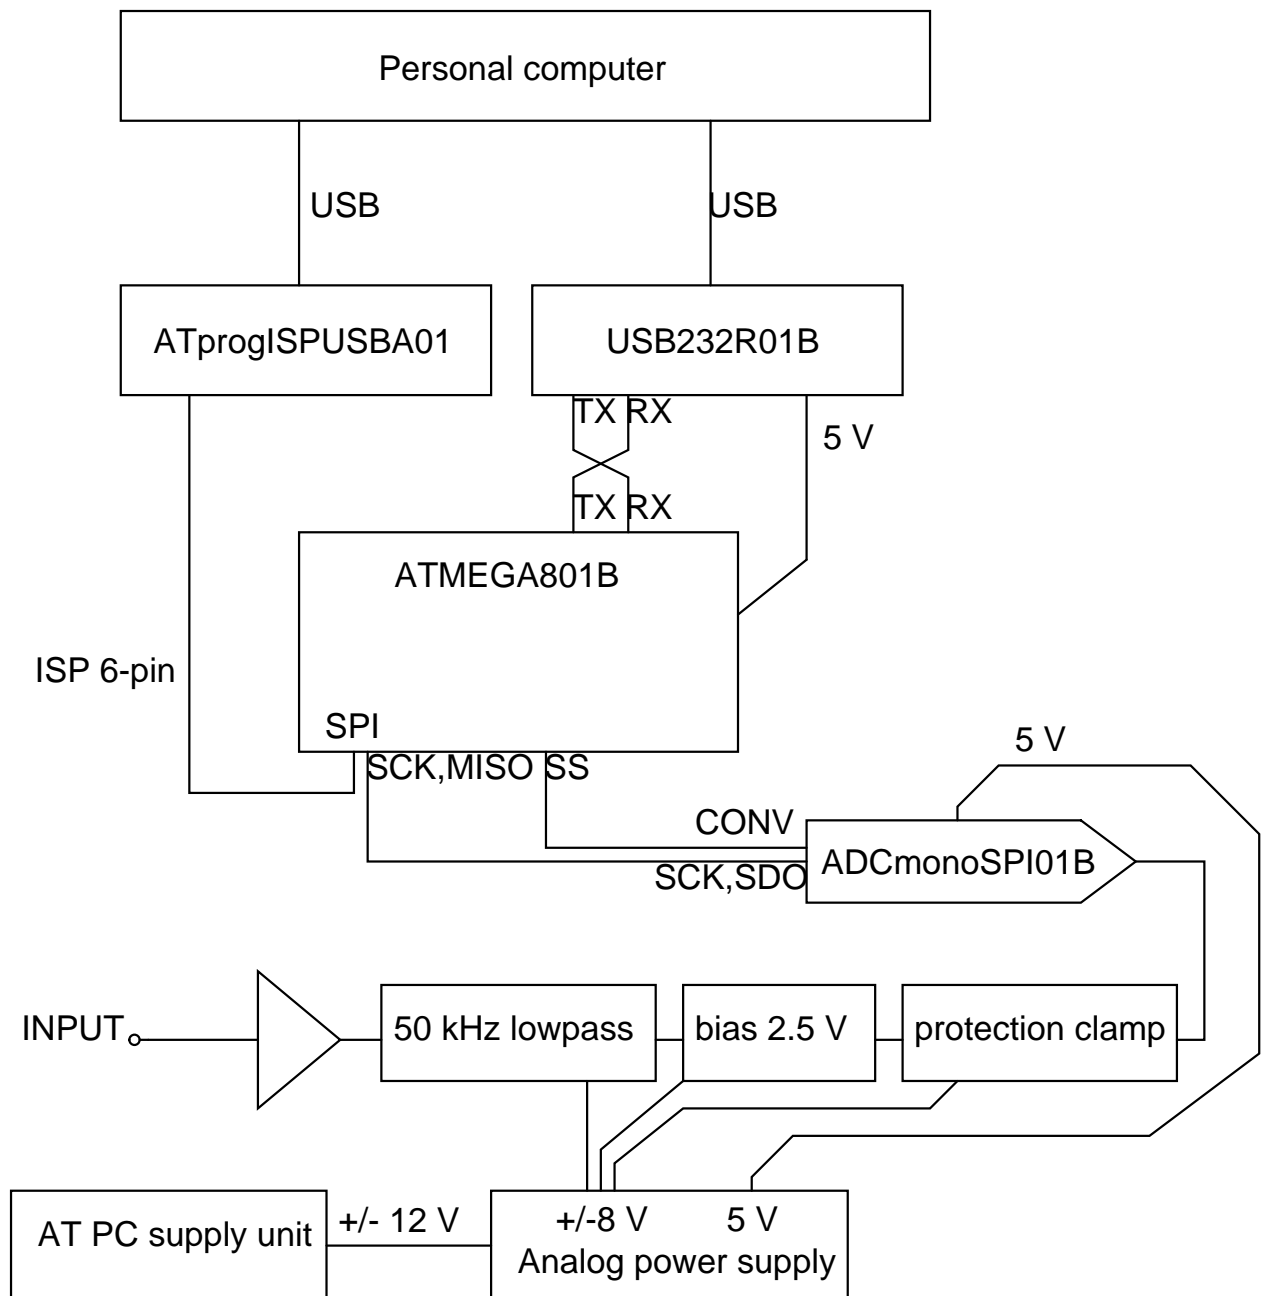 Personal computer
USB
USB
ATprogISPUSBA01
USB232R01B
TX RX
5 V
TX RX
ATMEGA801B
ISP 6-pin
SPI
SCK,MISO SS
5 V
CONV
ADCmonoSPI01B
SCK,SDO
INPUT
50 kHz lowpass
bias 2.5 V
protection clamp
+/- 12 V
+/-8 V
5 V
AT PC supply unit
Analog power supply